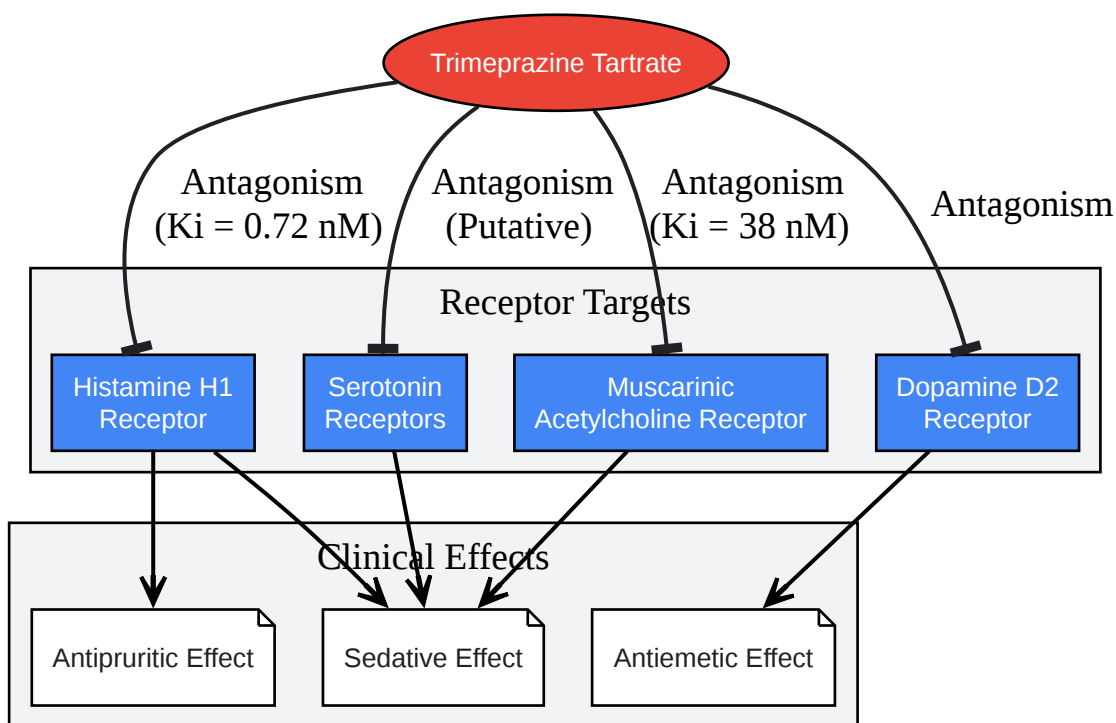 Trimeprazine Tartrate
Antagonism
(Ki = 0.72 nM)
Antagonism
(Putative)
Antagonism
(Ki = 38 nM)
Antagonism
Receptor Targets
Histamine H1
Receptor
Serotonin
Receptors
Muscarinic
Acetylcholine Receptor
Dopamine D2
Receptor
Clinical Effects
Antipruritic Effect
Sedative Effect
Antiemetic Effect